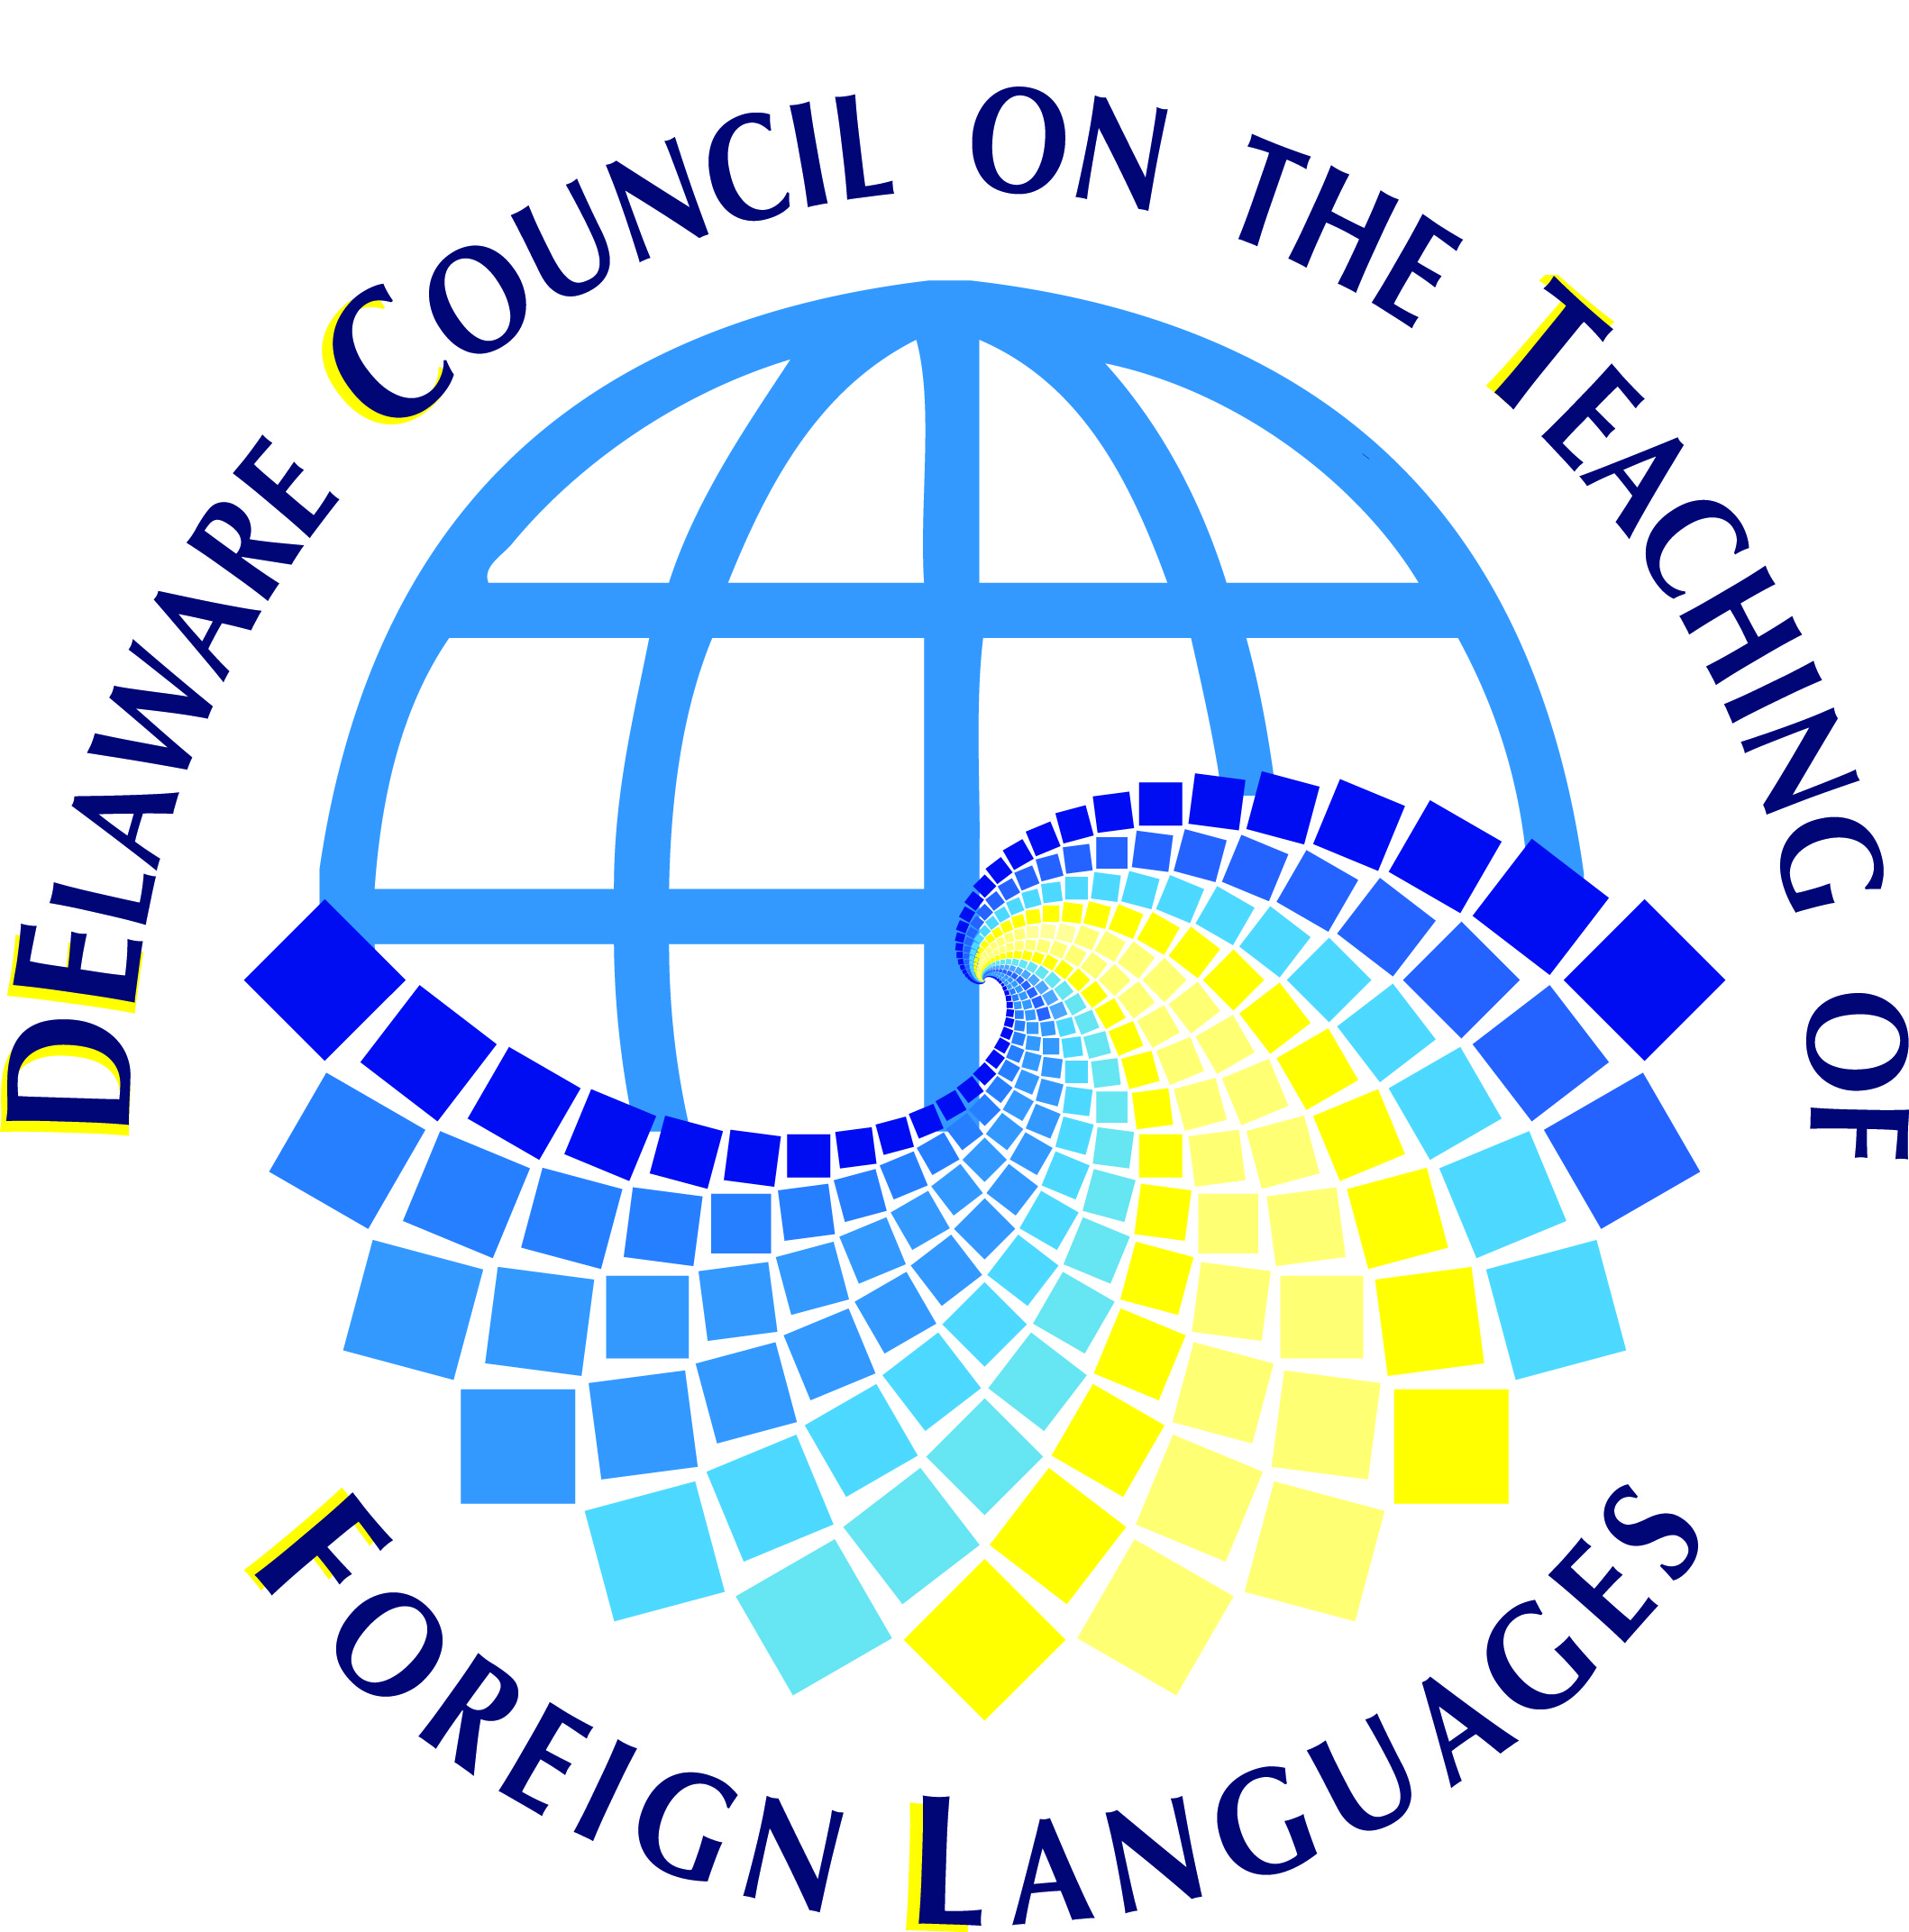 DELAWARE COUNCIL ON THE TEACHING OF
FOREIGN LANGUAGES